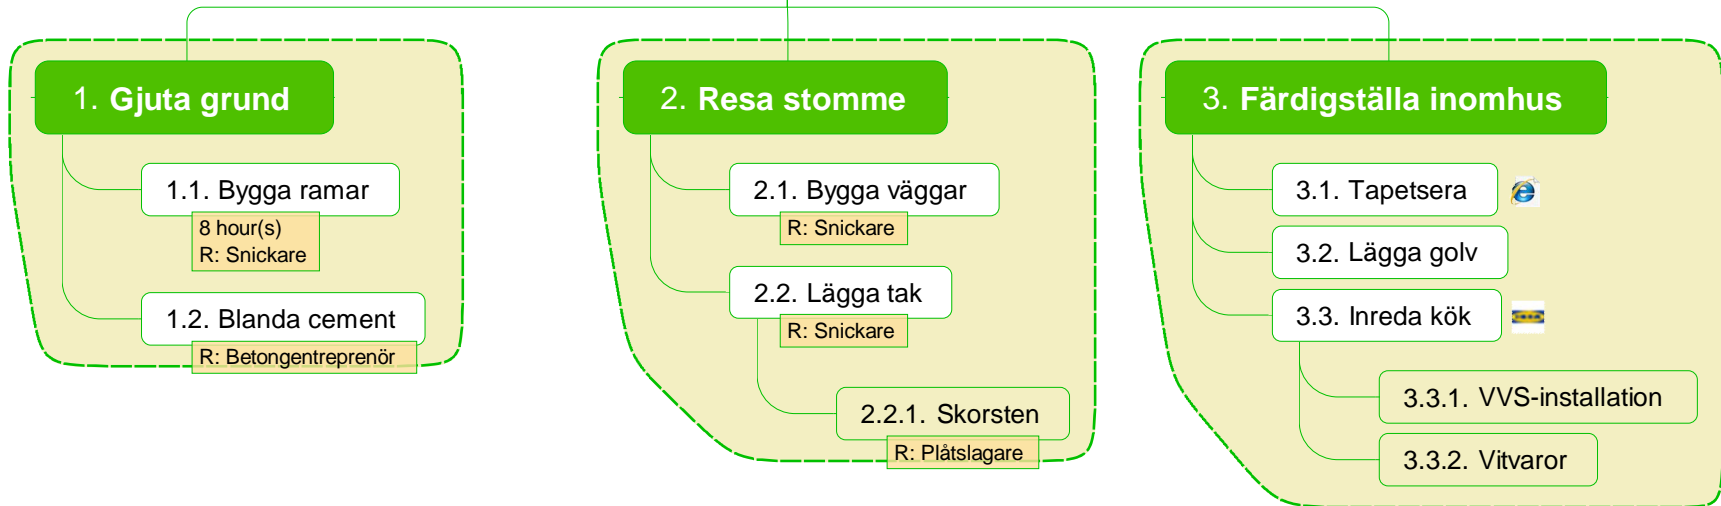 1. Gjuta grund
1.1. Bygga ramar
8 hour(s)
R: Snickare
1.2. Blanda cement
R: Betongentreprenör
2. Resa stomme
2.1. Bygga väggar
R: Snickare
2.2. Lägga tak
R: Snickare
2.2.1. Skorsten
R: Plåtslagare
3. Färdigställa inomhus
3.1. Tapetsera
3.2. Lägga golv
3.3. Inreda kök
3.3.1. VVS-installation
3.3.2. Vitvaror